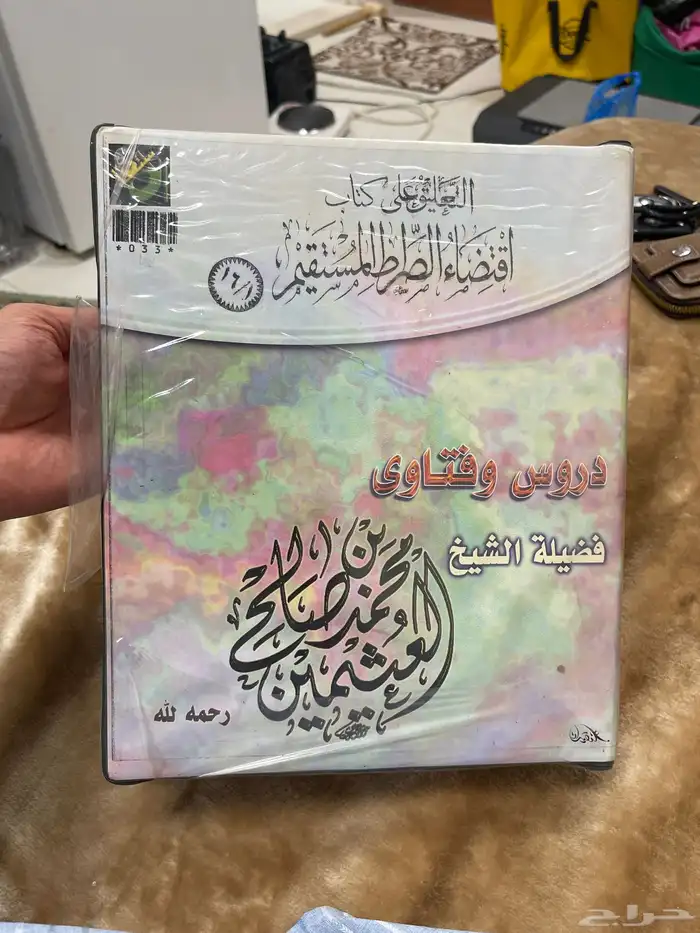 *033*
التعليق على كتاب
اقتضاء الصراط المستقيم
١٦/١
دروس وفتاوى
فضيلة الشيخ
محمد بن صالح العثيمين
رحمه لله
حراج